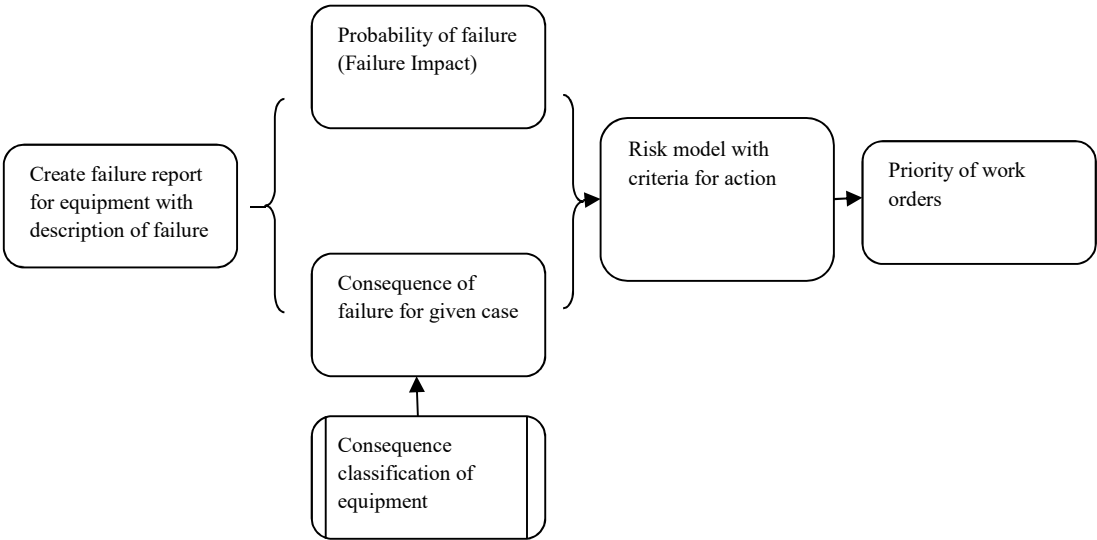 Create failure report
for equipment with
description of failure
Probability of failure
(Failure Impact)
Consequence of
failure for given case
Consequence
classification of
equipment
Risk model with
criteria for action
Priority of work
orders